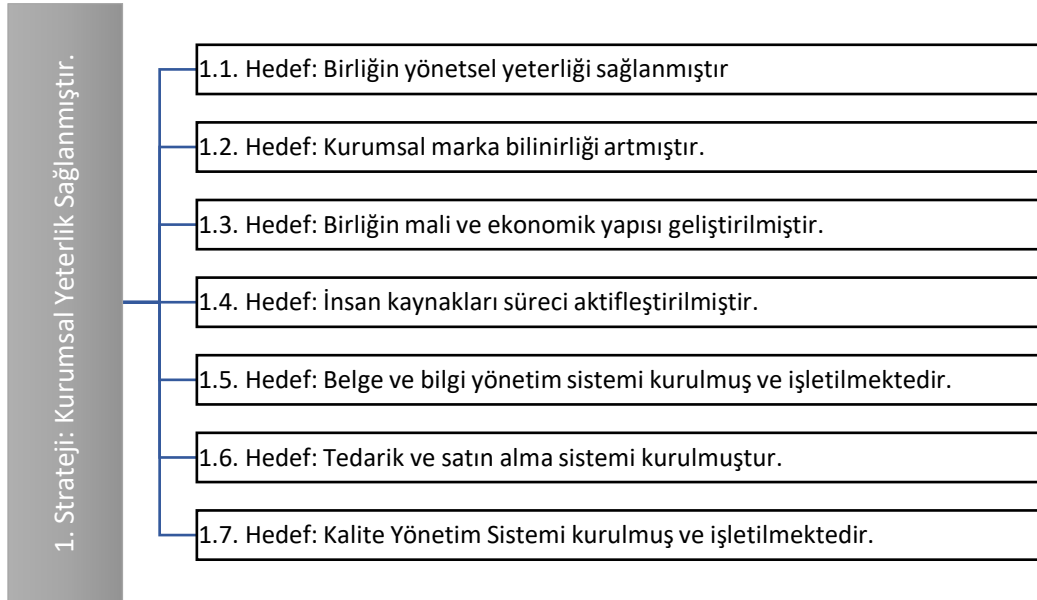 1. Strateji: Kurumsal Yeterlik Sağlanmıştır.
1.1. Hedef: Birliğin yönetsel yeterliği sağlanmıştır
1.2. Hedef: Kurumsal marka bilinirliği artmıştır.
1.3. Hedef: Birliğin mali ve ekonomik yapısı geliştirilmiştir.
1.4. Hedef: İnsan kaynakları süreci aktifleştirilmiştir.
1.5. Hedef: Belge ve bilgi yönetim sistemi kurulmuş ve işletilmektedir.
1.6. Hedef: Tedarik ve satın alma sistemi kurulmuştur.
1.7. Hedef: Kalite Yönetim Sistemi kurulmuş ve işletilmektedir.